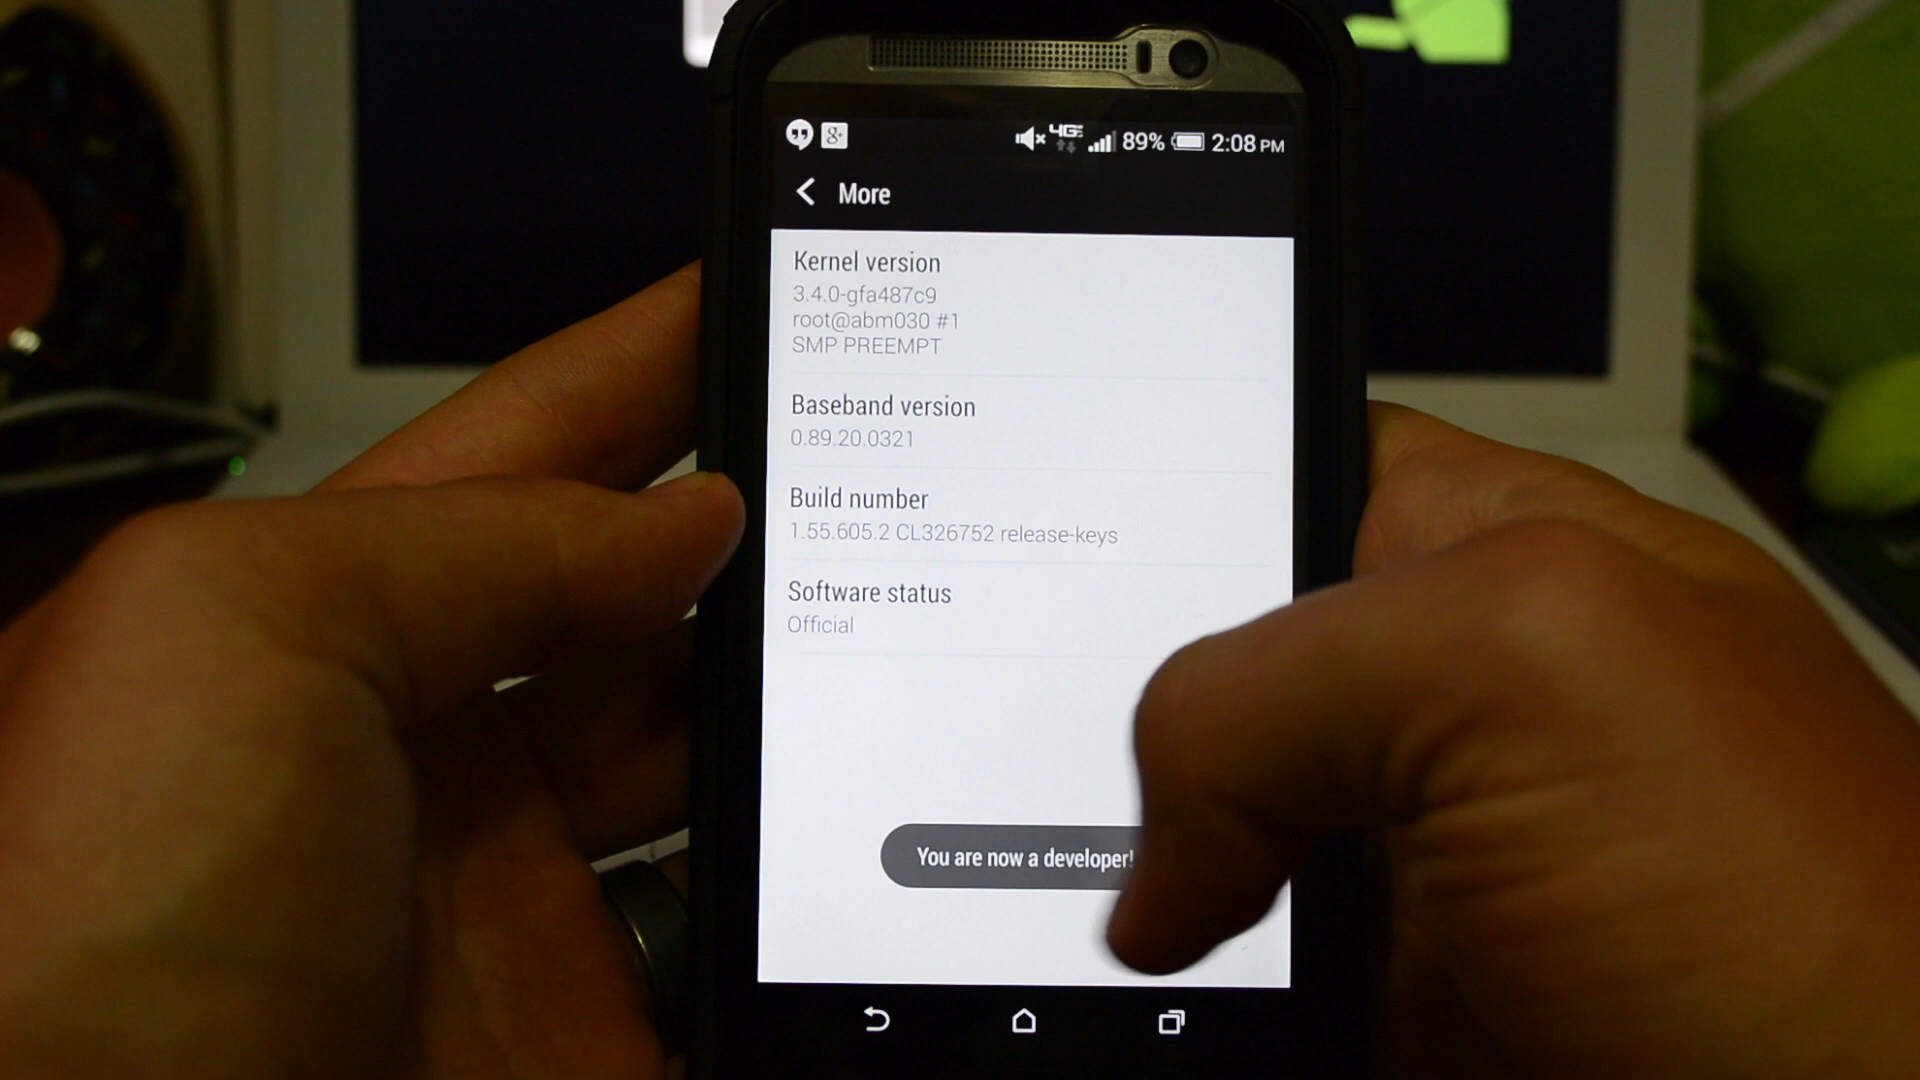 4G 89% 2:08 PM
More
Kernel version
3.4.0-gfa487c9
root@abm030 #1
SMP PREEMPT
Baseband version
0.89.20.0321
Build number
1.55.605.2 CL326752 release-keys
Software status
Official
You are now a developer!